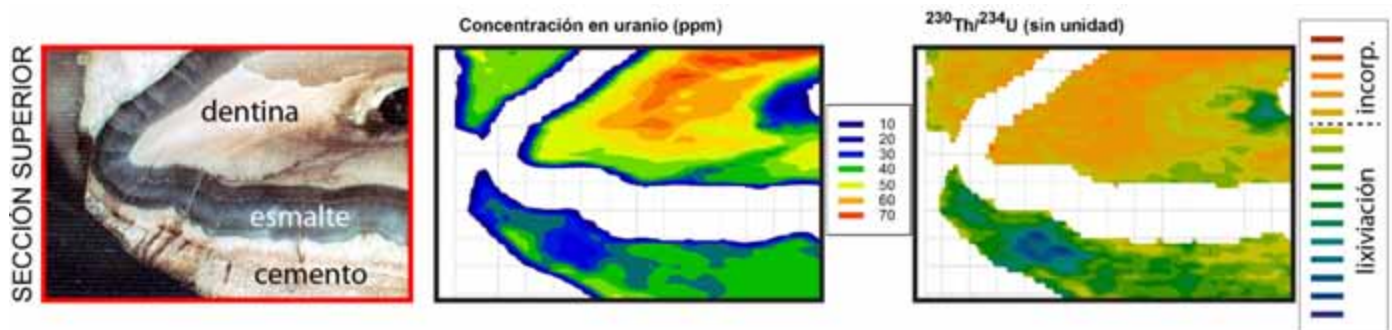 SECCIÓN SUPERIOR
dentina
esmalte
cemento
Concentración en uranio (ppm)
10
20
30
40
50
60
70
230Th/234U (sin unidad)
incorp.
lixiviación